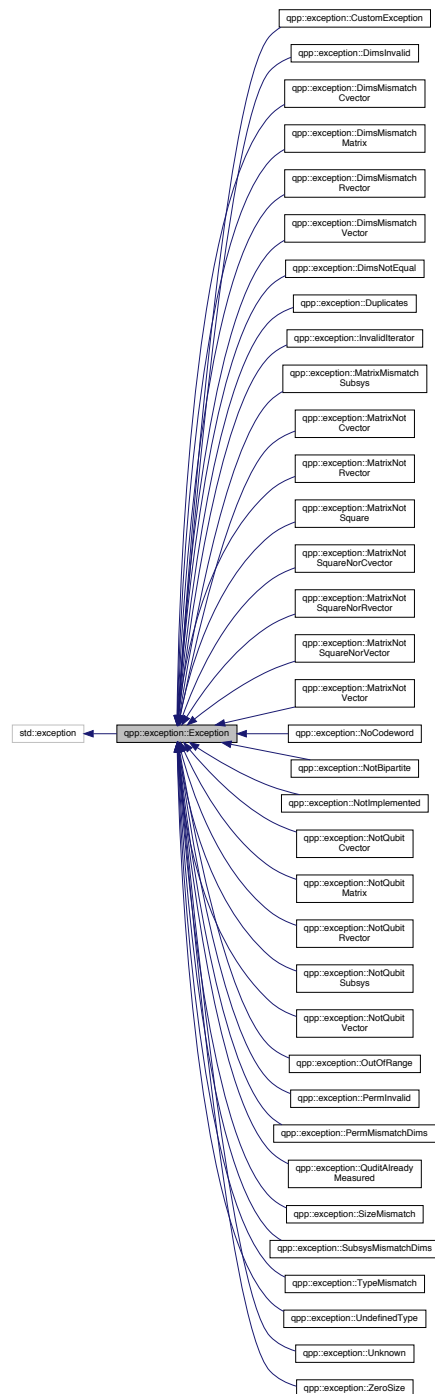 qpp::exception::CustomException
qpp::exception::DimsInvalid
qpp::exception::DimsMismatch
Cvector
qpp::exception::DimsMismatch
Matrix
qpp::exception::DimsMismatch
Rvector
qpp::exception::DimsMismatch
Vector
qpp::exception::DimsNotEqual
qpp::exception::Duplicates
qpp::exception::InvalidIterator
qpp::exception::MatrixMismatch
Subsys
qpp::exception::MatrixNot
Cvector
qpp::exception::MatrixNot
Rvector
qpp::exception::MatrixNot
Square
qpp::exception::MatrixNot
SquareNorCvector
qpp::exception::MatrixNot
SquareNorRvector
qpp::exception::MatrixNot
SquareNorVector
qpp::exception::MatrixNot
Vector
std::exception
qpp::exception::Exception
qpp::exception::NoCodeword
qpp::exception::NotBipartite
qpp::exception::NotImplemented
qpp::exception::NotQubit
Cvector
qpp::exception::NotQubit
Matrix
qpp::exception::NotQubit
Rvector
qpp::exception::NotQubit
Subsys
qpp::exception::NotQubit
Vector
qpp::exception::OutOfRange
qpp::exception::PermInvalid
qpp::exception::PermMismatchDims
qpp::exception::QuditAlready
Measured
qpp::exception::SizeMismatch
qpp::exception::SubsysMismatchDims
qpp::exception::TypeMismatch
qpp::exception::UndefinedType
qpp::exception::Unknown
qpp::exception::ZeroSize